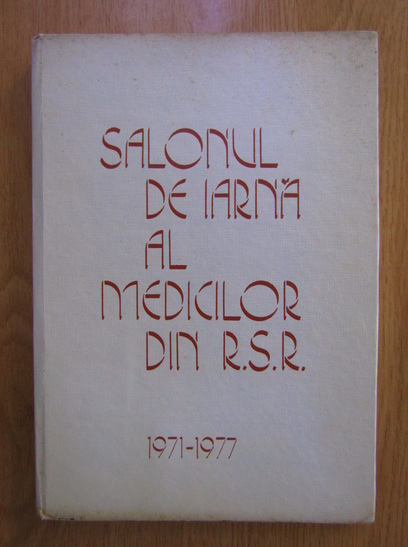 SALONUL
DE IARNĂ
AL
MEDICILOR
DIN R.S.R.
1971-1977